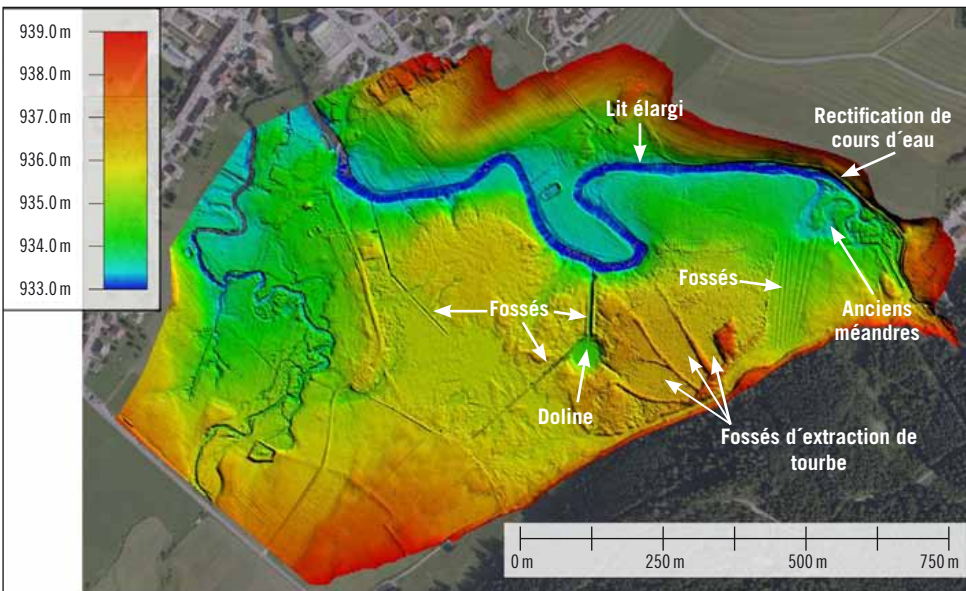 939.0 m
938.0 m
937.0 m
936.0 m
935.0 m
934.0 m
933.0 m
Lit élargi
Rectification de
cours d´eau
Fossés
Fossés
Anciens
méandres
Doline
Fossés d´extraction de
tourbe
0 m
250 m
500 m
750 m